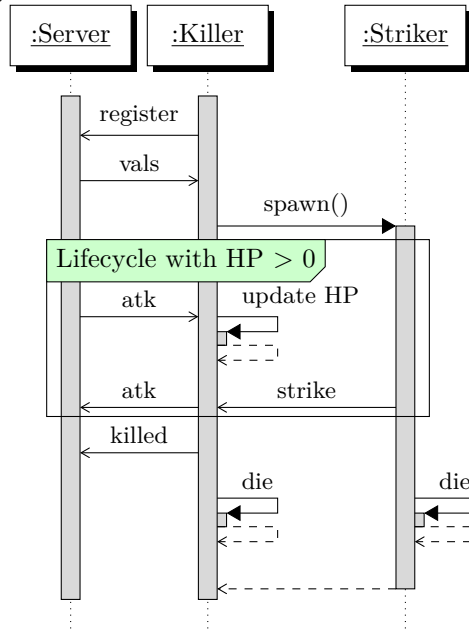 :Server :Killer :Striker
register
vals
spawn()
Lifecycle with HP > 0
atk update HP
atk strike
killed
die die